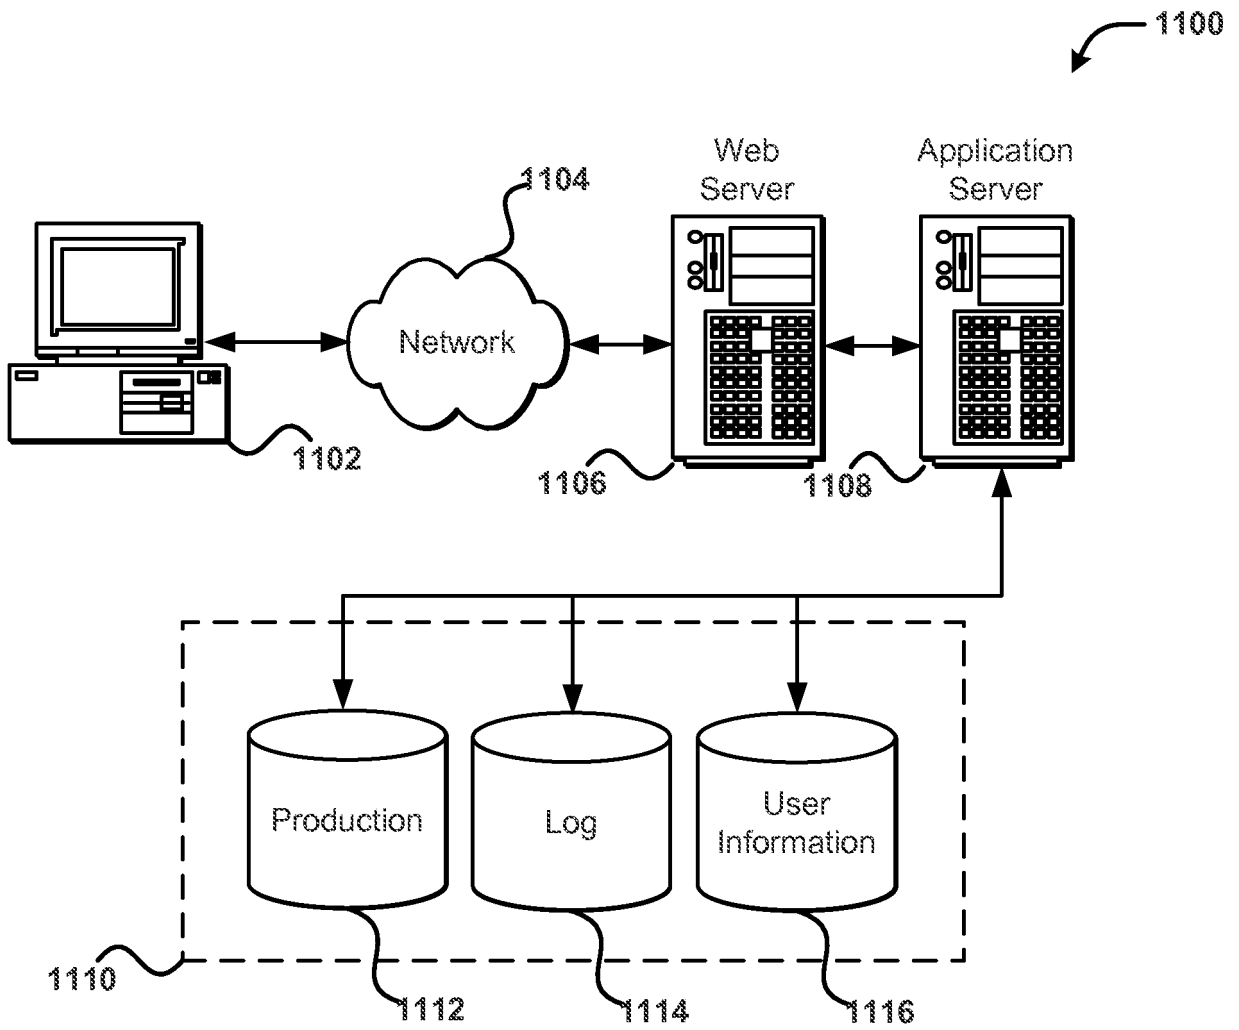 1100
Web
Server
Application
Server
1104
Network
1102
1106
1108
Production
Log
User
Information
1110
1112
1114
1116